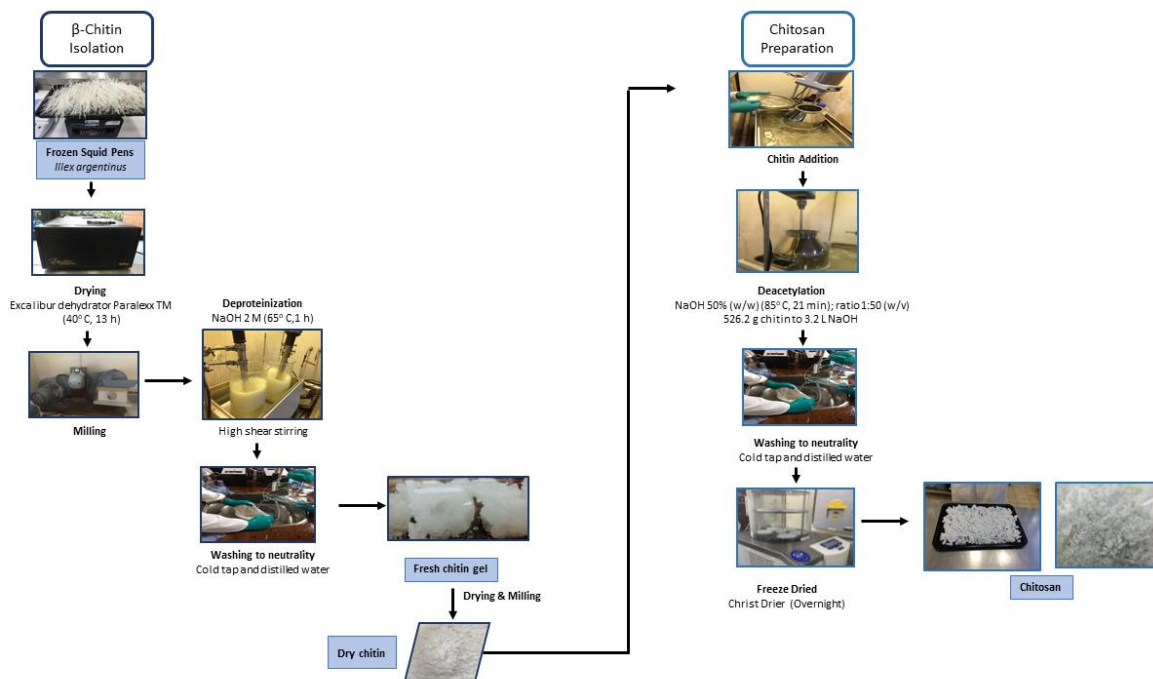 β-Chitin
Isolation
Frozen Squid Pens
Illex argentinus
Drying
Excalibur dehydrator Paralexx TM
(40°C, 13 h)
Milling
Deproteinization
NaOH 2 M (65°C,1 h)
High shear stirring
Washing to neutrality
Cold tap and distilled water
Fresh chitin gel
Drying & Milling
Dry chitin
Chitosan
Preparation
Chitin Addition
Deacetylation
NaOH 50% (w/w) (85°C, 21 min); ratio 1:50 (w/v)
526.2 g chitin to 3.2 L NaOH
Washing to neutrality
Cold tap and distilled water
Freeze Dried
Christ Drier (Overnight)
Chitosan